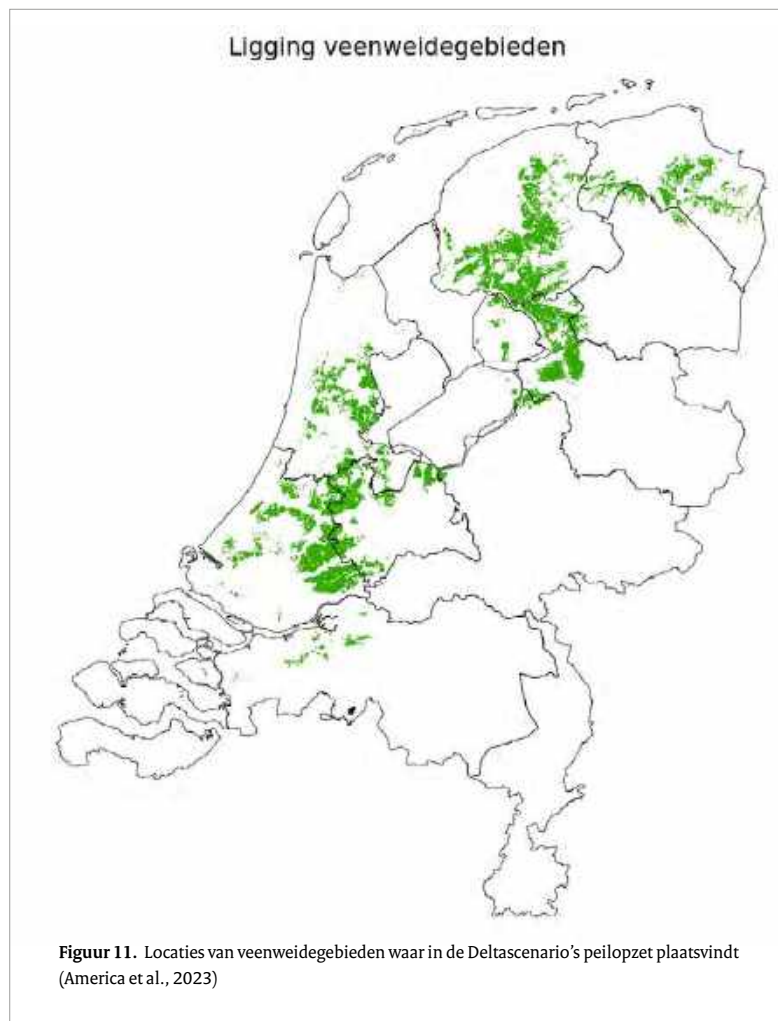 Ligging veenweidegebieden
Figuur 11. Locaties van veenweidegebieden waar in de Deltascenario's peilopzet plaatsvindt
(America et al., 2023)